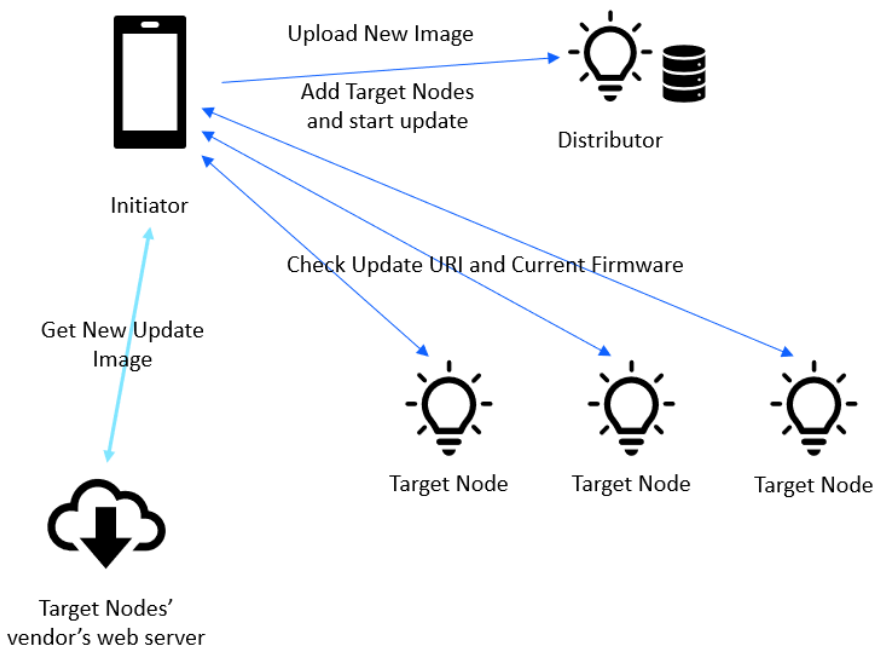 Upload New Image
Add Target Nodes
and start update
Distributor
Initiator
Check Update URI and Current Firmware
Get New Update
Image
Target Node
Target Node
Target Node
Target Nodes’
vendor’s web server